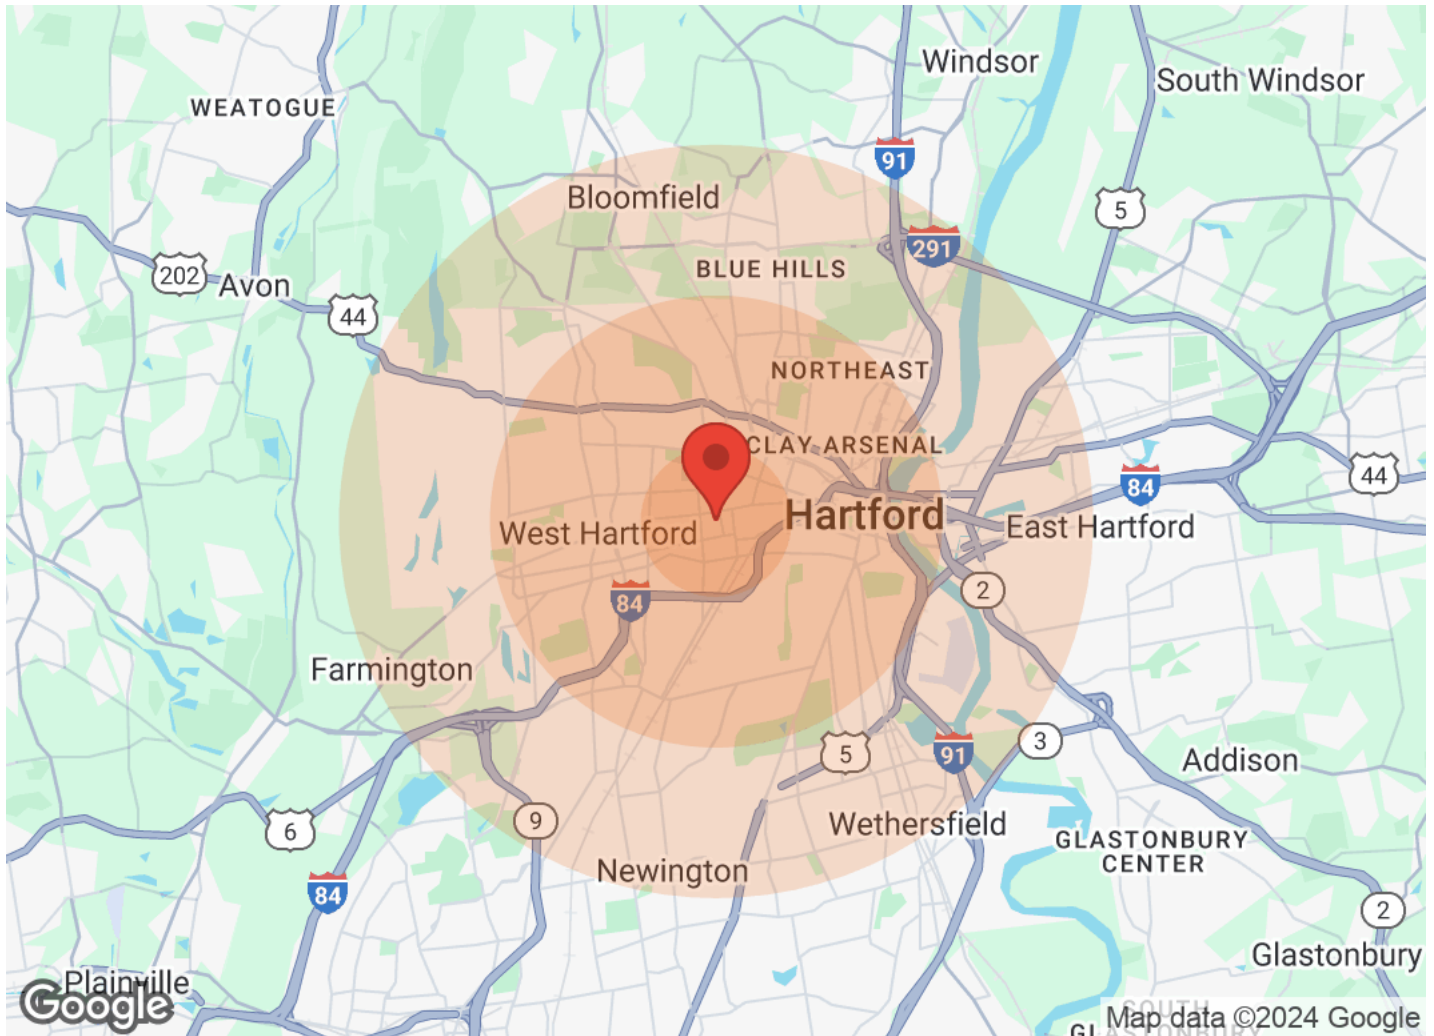 Windsor
South Windsor
WEATOGUE
91
Bloomfield
5
291
BLUE HILLS
202
Avon
44
NORTHEAST
CLAY ARSENAL
44
84
Hartford
East Hartford
West Hartford
2
84
Farmington
3
5
91
Addison
9
6
Wethersfield
GLASTONBURY
CENTER
Newington
84
2
Glastonbury
Plainville
Google
SOUTH
Map data ©2024 Google